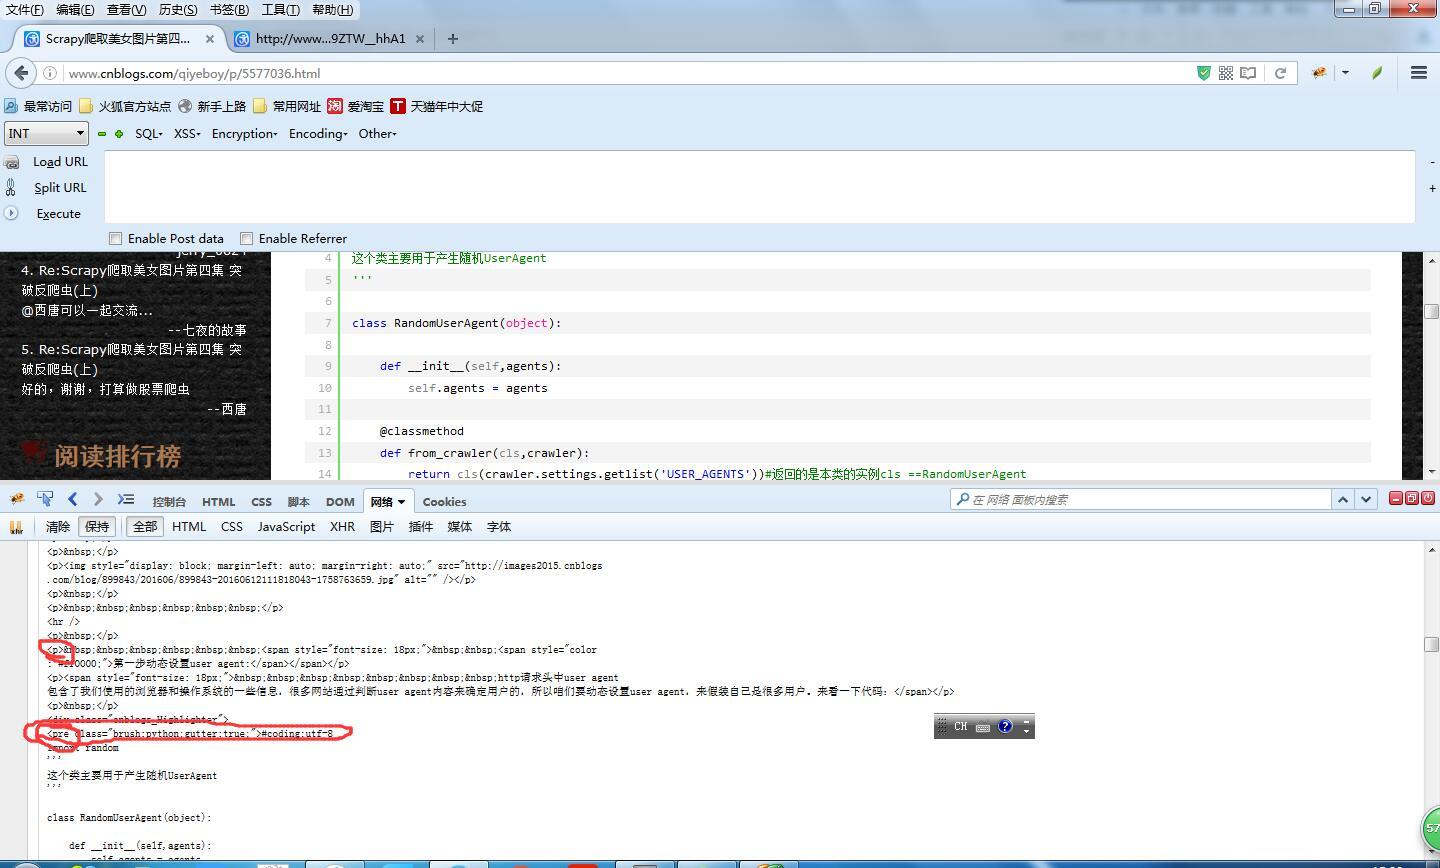 文件(F) 编辑(E) 查看(V) 历史(S) 书签(B) 工具(T) 帮助(H)
Scrapy爬取美女图片第四... × http://www...9ZTW__hhA1 × +
www.cnblogs.com/qiyeboy/p/5577036.html
最常访问 火狐官方站点 新手上路 常用网址 淘 爱淘宝 T 天猫年中大促
INT SQL- XSS- Encryption- Encoding- Other-
Load URL
Split URL
Execute
-
+
Enable Post data Enable Referrer
4. Re:Scrapy爬取美女图片第四集 突
破反爬虫(上)
@西唐可以一起交流...
--七夜的故事
5. Re:Scrapy爬取美女图片第四集 突
破反爬虫(上)
好的，谢谢，打算做股票爬虫
--西唐
阅读排行榜
4 这个类主要用于产生随机UserAgent
5 '''
6
7 class RandomUserAgent(object):
8
9 def __init__(self,agents):
10 self.agents = agents
11
12 @classmethod
13 def from_crawler(cls,crawler):
14 return cls(crawler.settings.getlist('USER_AGENTS'))#返回的是本类的实例cls ==RandomUserAgent
控制台 HTML CSS 脚本 DOM 网络 Cookies 在 网络 面板内搜索
xhr 清除 保持 全部 HTML CSS JavaScript XHR 图片 插件 媒体 字体
<p>&nbsp;</p>
<p><img style="display: block; margin-left: auto; margin-right: auto;" src="http://images2015.cnblogs
.com/blog/899843/201606/899843-20160612111818043-1758763659.jpg" alt="" /></p>
<p>&nbsp;</p>
<p>&nbsp;&nbsp;&nbsp;&nbsp;&nbsp;&nbsp;</p>
<hr />
<p>&nbsp;</p>
<p>&nbsp;&nbsp;&nbsp;&nbsp;&nbsp;&nbsp;<span style="font-size: 18px;">&nbsp;&nbsp;<span style="color
: #ff0000;">第一步动态设置user agent:</span></span></p>
<p><span style="font-size: 18px;">&nbsp;&nbsp;&nbsp;&nbsp;&nbsp;&nbsp;&nbsp;http请求头中user agent
包含了我们使用的浏览器和操作系统的一些信息，很多网站通过判断user agent内容来确定用户的，所以咱们要动态设置user agent，来假装自己是很多用户。来看一下代码：</span></p>
<p>&nbsp;</p>
<div class="cnblogs_Highlighter">
<pre class="brush:python;gutter:true;">#coding:utf-8
import random
'''
这个类主要用于产生随机UserAgent
'''
class RandomUserAgent(object):
def __init__(self,agents):
self.agents = agents
CH
57